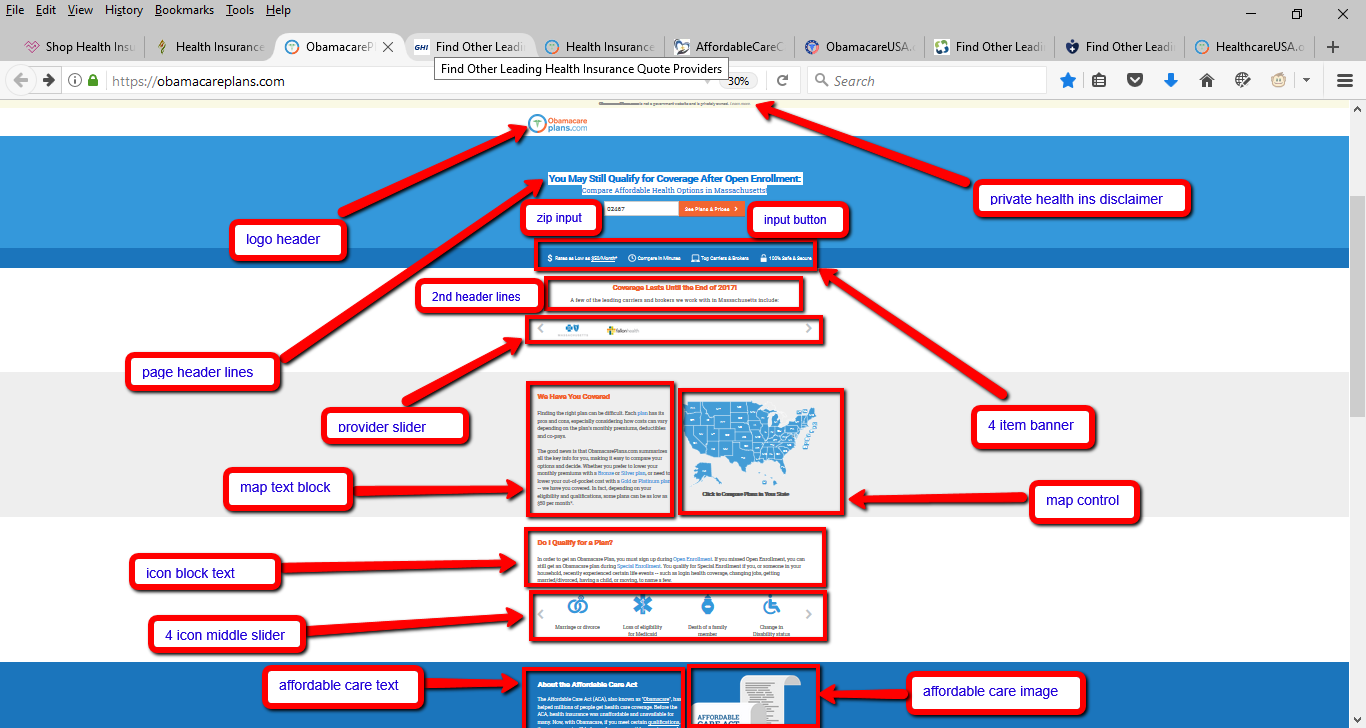 File Edit View History Bookmarks Tools Help
Shop Health Insu
Health Insurance
ObamacarePl
GHI Find Other Leadi
Health Insurance
AffordableCareC
ObamacareUSA.o
Find Other Leadi
Find Other Leadi
HealthcareUSA.o
Find Other Leading Health Insurance Quote Providers
https://obamacareplans.com
30%
Search
ObamacarePlans.com is not a government website and is privately owned. Learn more
Obamacare
plans.com
private health ins disclaimer
You May Still Qualify for Coverage After Open Enrollment:
Compare Affordable Health Options in Massachusetts!
logo header
zip input
02467
See Plans & Prices
input button
$ Rates as Low as $50/Month*
Compare in Minutes
Top Carriers & Brokers
100% Safe & Secure
2nd header lines
Coverage Lasts Until the End of 2017!
A few of the leading carriers and brokers we work with in Massachusetts include:
fallonhealth
page header lines
provider slider
4 item banner
We Have You Covered
Finding the right plan can be difficult. Each plan has its
pros and cons, especially considering how costs can vary
depending on the plan's monthly premiums, deductibles
and co-pays.
The good news is that ObamacarePlans.com summarizes
all the key info for you, making it easy to compare your
options and decide. Whether you prefer to lower your
monthly premiums with a Bronze or Silver plan, or need to
lower your out-of-pocket cost with a Gold or Platinum plan
— we have you covered. In fact, depending on your
eligibility and qualifications, some plans can be as low as
$50 per month*.
Click to Compare Plans in Your State
map text block
map control
Do I Qualify for a Plan?
In order to get an Obamacare Plan, you must sign up during Open Enrollment. If you missed Open Enrollment, you can
still get an Obamacare plan during Special Enrollment. You qualify for Special Enrollment if you, or someone in your
household, recently experienced certain life events — such as losing health coverage, changing jobs, getting
married/divorced, having a child, or moving, to name a few.
icon block text
Marriage or divorce
Loss of eligibility
for Medicaid
Death of a family
member
Change in
Disability status
4 icon middle slider
About the Affordable Care Act
The Affordable Care Act (ACA), also known as "Obamacare", has
helped millions of people get health care coverage. Before the
ACA, health insurance was unaffordable and unavailable for
many. Now, with Obamacare, if you meet certain qualifications,
AFFORDABLE
CARE ACT
affordable care text
affordable care image